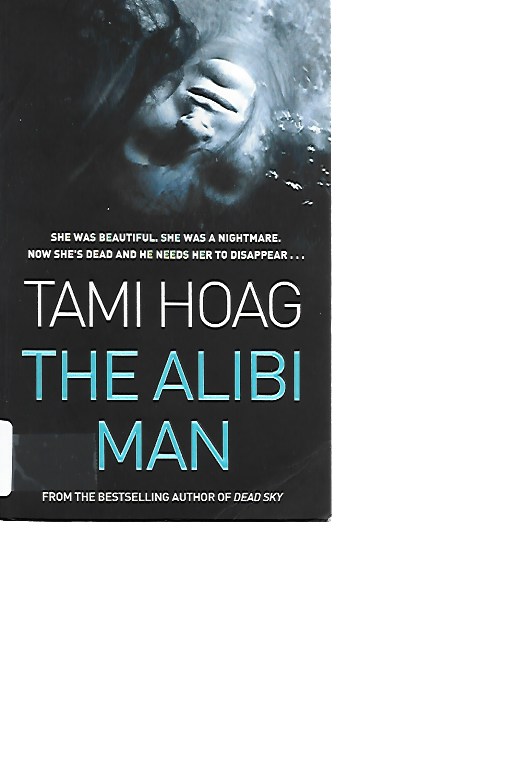 SHE WAS BEAUTIFUL. SHE WAS A NIGHTMARE.
NOW SHE'S DEAD AND HE NEEDS HER TO DISAPPEAR . . .
TAMI HOAG
THE ALIBI
MAN
FROM THE BESTSELLING AUTHOR OF DEAD SKY